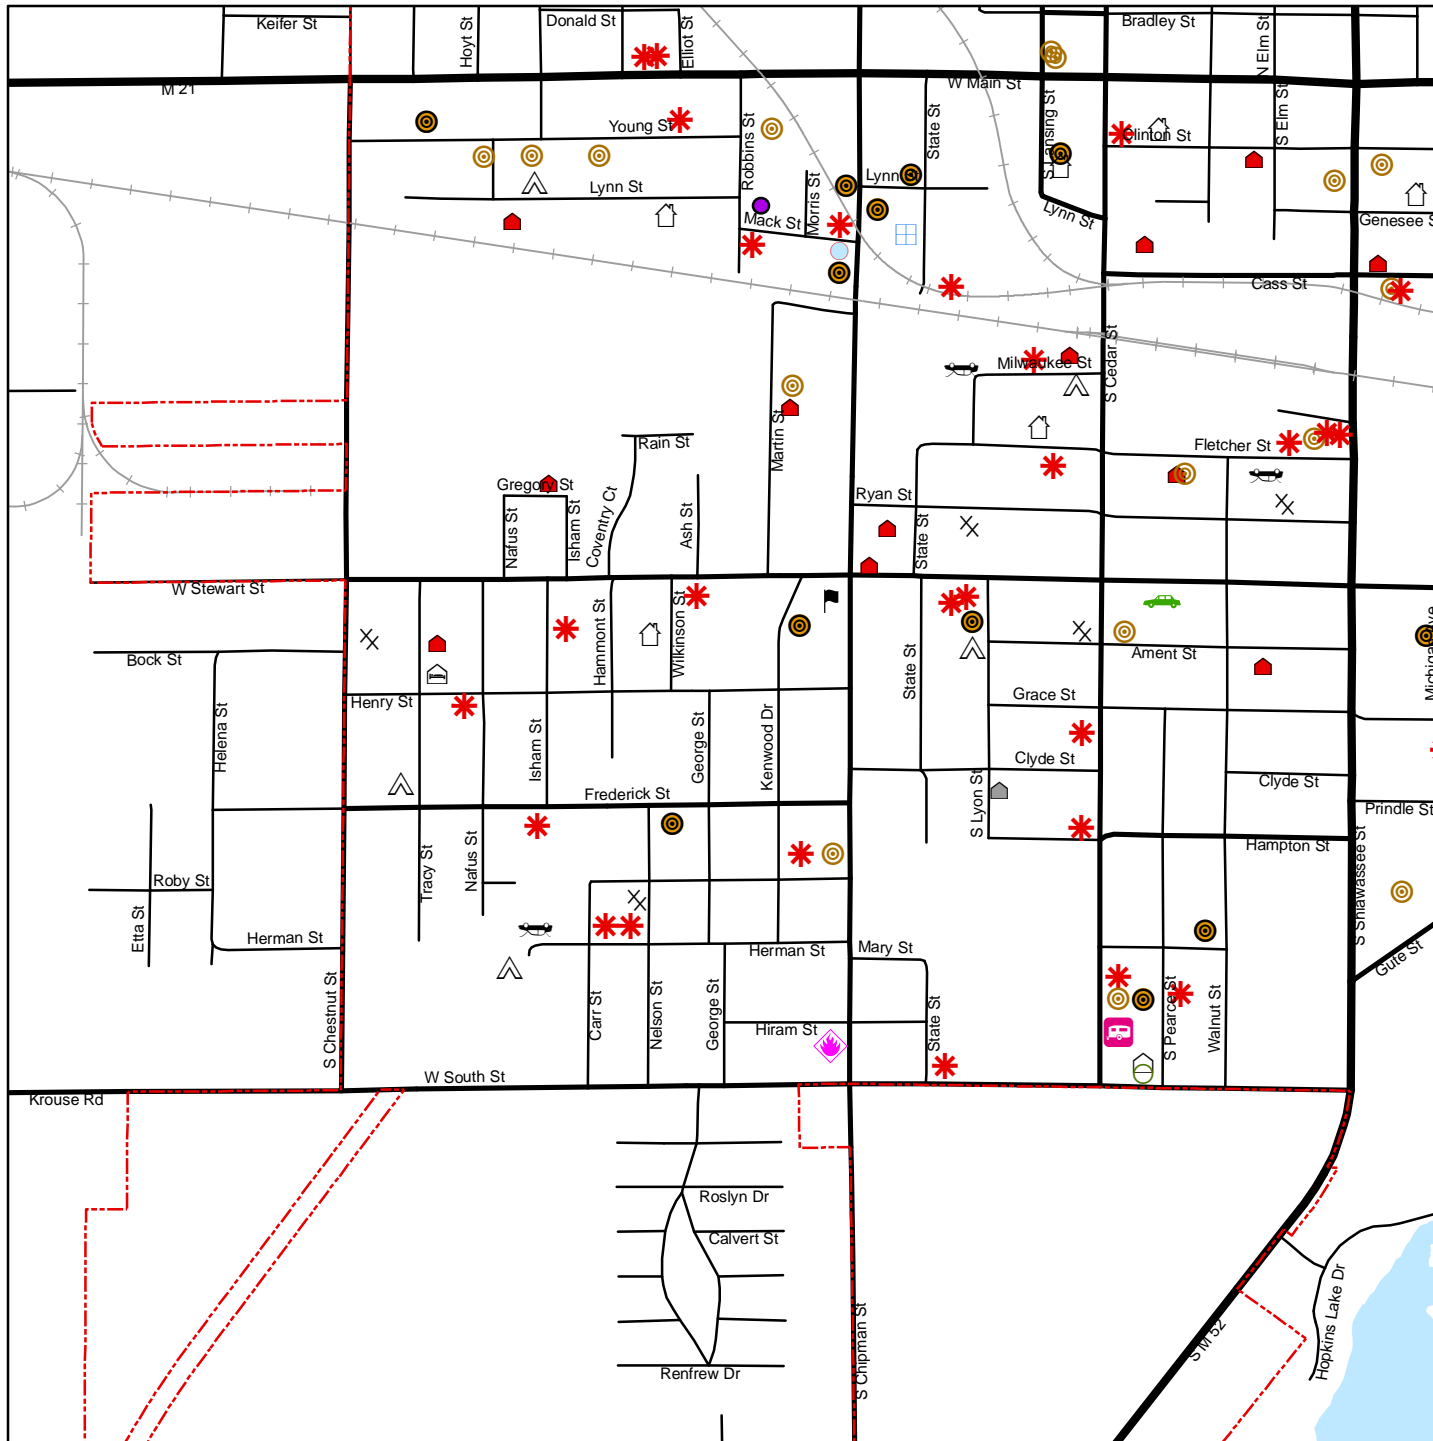 Keifer St
Hoyt St
Donald St
Elliot St
Bradley St
N Elm St
M 21
W Main St
Young St
Robbins St
State St
S Lansing St
Clinton St
S Elm St
Lynn St
Lynn St
Morris St
Mack St
Lynn St
Genesee S
Cass St
Milwaukee St
S Cedar St
Martin St
Rain St
Fletcher St
Gregory St
Ryan St
Nafus St
Isham St
Coventry Ct
Ash St
State St
W Stewart St
Hammont St
Wilkinson St
Bock St
Ament St
State St
Henry St
Grace St
Helena St
Isham St
George St
Kenwood Dr
Clyde St
Clyde St
Frederick St
S Lyon St
Prindle St
Hampton St
Tracy St
Nafus St
Roby St
S Shiawassee St
Etta St
Herman St
Herman St
Mary St
Gute St
S Chestnut St
Carr St
Nelson St
George St
Hiram St
State St
S Pearce St
Walnut St
W South St
Krouse Rd
Roslyn Dr
Calvert St
S Chipman St
Renfrew Dr
S M 52
Hopkins Lake Dr